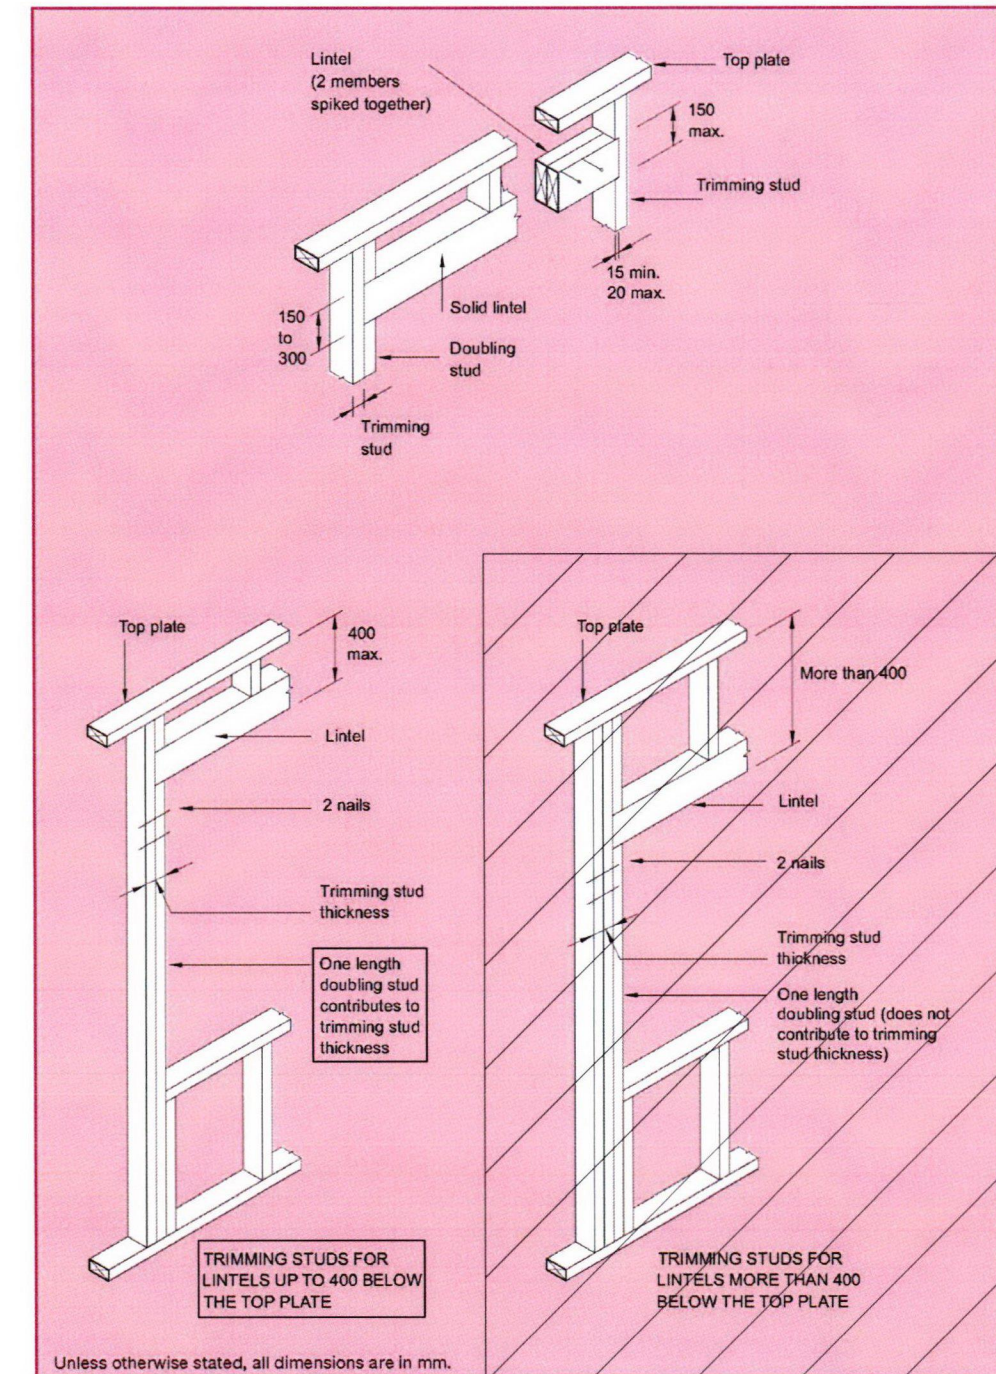 Lintel
(2 members
spiked together)
Top plate
150
max.
Trimming stud
15 min.
20 max.
Solid lintel
150
to
300
Doubling
stud
Trimming
stud
Top plate
400
max.
Lintel
2 nails
Trimming stud
thickness
One length
doubling stud
contributes to
trimming stud
thickness
TRIMMING STUDS FOR
LINTELS UP TO 400 BELOW
THE TOP PLATE
Top plate
More than 400
Lintel
2 nails
Trimming stud
thickness
One length
doubling stud (does not
contribute to trimming
stud thickness)
TRIMMING STUDS FOR
LINTELS MORE THAN 400
BELOW THE TOP PLATE
Unless otherwise stated, all dimensions are in mm.